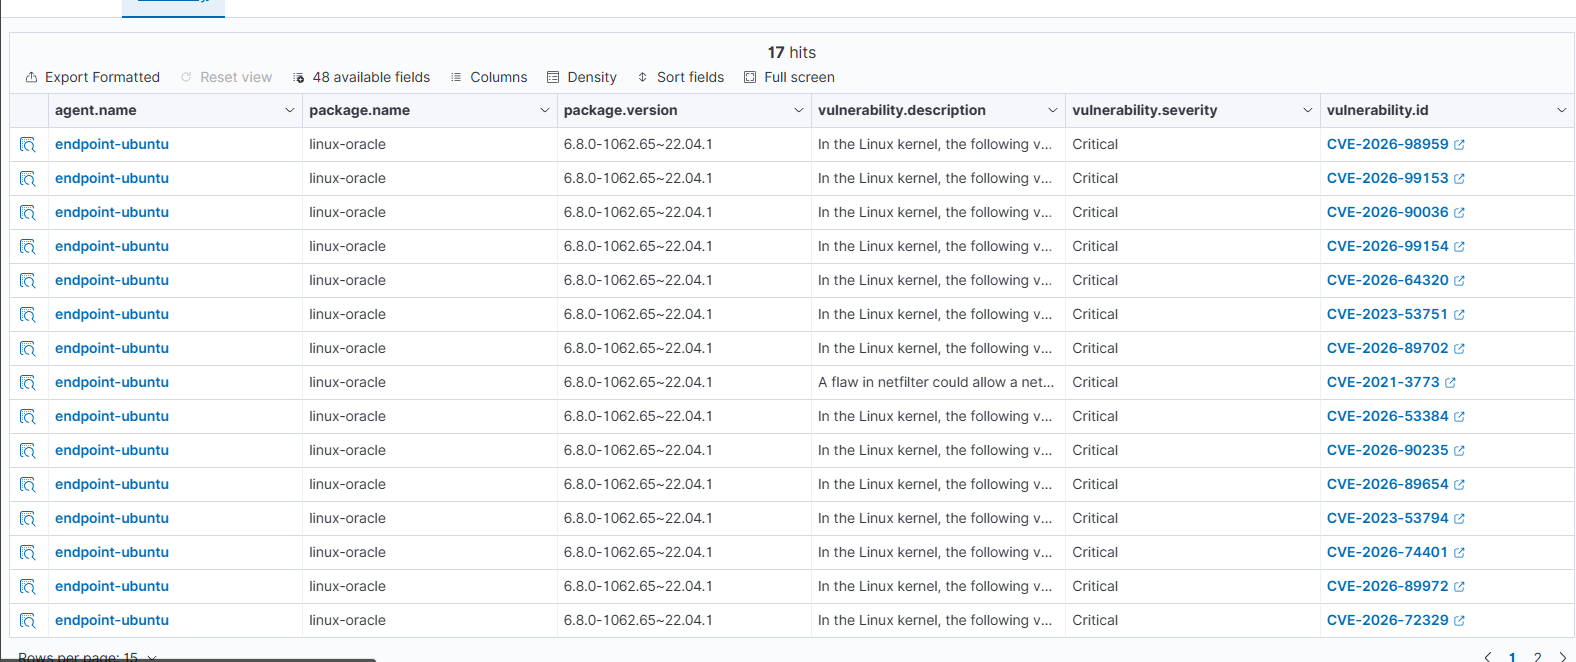 17 hits
Export Formatted Reset view 48 available fields Columns Density Sort fields Full screen
agent.name package.name package.version vulnerability.description vulnerability.severity vulnerability.id
endpoint-ubuntu linux-oracle 6.8.0-1062.65~22.04.1 In the Linux kernel, the following v... Critical CVE-2026-98959
endpoint-ubuntu linux-oracle 6.8.0-1062.65~22.04.1 In the Linux kernel, the following v... Critical CVE-2026-99153
endpoint-ubuntu linux-oracle 6.8.0-1062.65~22.04.1 In the Linux kernel, the following v... Critical CVE-2026-90036
endpoint-ubuntu linux-oracle 6.8.0-1062.65~22.04.1 In the Linux kernel, the following v... Critical CVE-2026-99154
endpoint-ubuntu linux-oracle 6.8.0-1062.65~22.04.1 In the Linux kernel, the following v... Critical CVE-2026-64320
endpoint-ubuntu linux-oracle 6.8.0-1062.65~22.04.1 In the Linux kernel, the following v... Critical CVE-2023-53751
endpoint-ubuntu linux-oracle 6.8.0-1062.65~22.04.1 In the Linux kernel, the following v... Critical CVE-2026-89702
endpoint-ubuntu linux-oracle 6.8.0-1062.65~22.04.1 A flaw in netfilter could allow a net... Critical CVE-2021-3773
endpoint-ubuntu linux-oracle 6.8.0-1062.65~22.04.1 In the Linux kernel, the following v... Critical CVE-2026-53384
endpoint-ubuntu linux-oracle 6.8.0-1062.65~22.04.1 In the Linux kernel, the following v... Critical CVE-2026-90235
endpoint-ubuntu linux-oracle 6.8.0-1062.65~22.04.1 In the Linux kernel, the following v... Critical CVE-2026-89654
endpoint-ubuntu linux-oracle 6.8.0-1062.65~22.04.1 In the Linux kernel, the following v... Critical CVE-2023-53794
endpoint-ubuntu linux-oracle 6.8.0-1062.65~22.04.1 In the Linux kernel, the following v... Critical CVE-2026-74401
endpoint-ubuntu linux-oracle 6.8.0-1062.65~22.04.1 In the Linux kernel, the following v... Critical CVE-2026-89972
endpoint-ubuntu linux-oracle 6.8.0-1062.65~22.04.1 In the Linux kernel, the following v... Critical CVE-2026-72329
Rows per page: 15 1 2